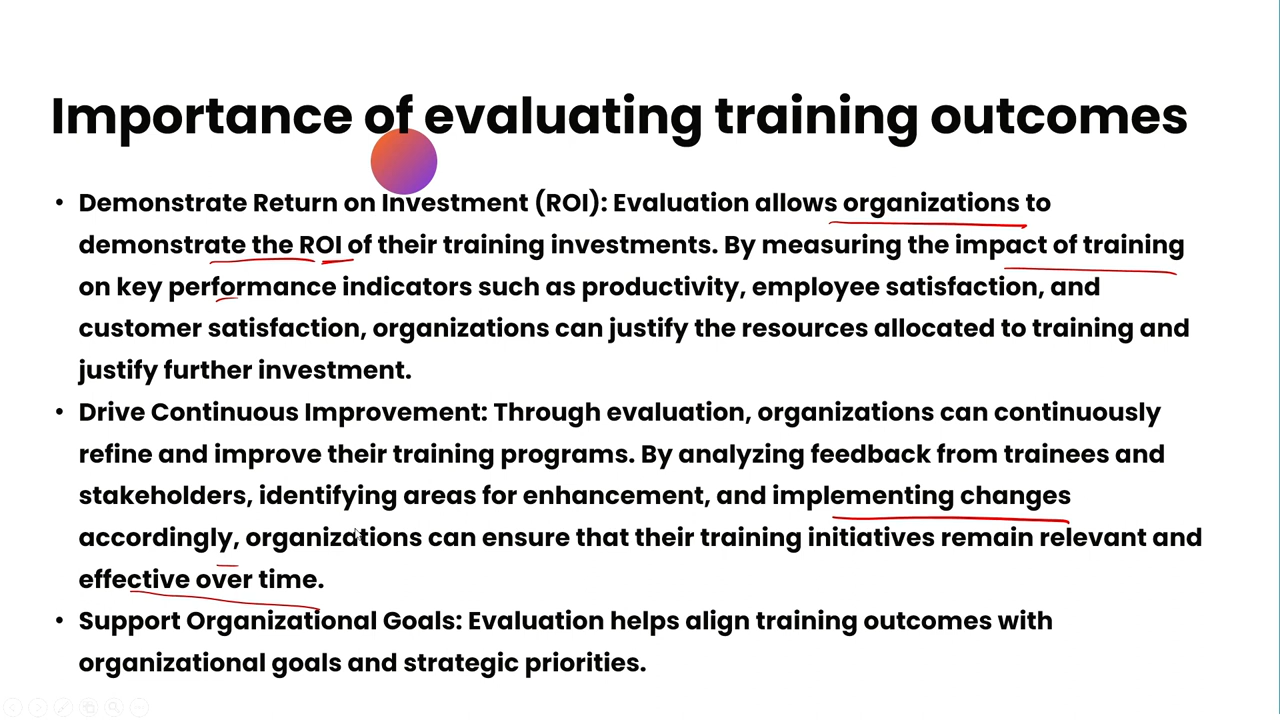 Importance of evaluating training outcomes
• Demonstrate Return on Investment (ROI): Evaluation allows organizations to
demonstrate the ROI of their training investments. By measuring the impact of training
on key performance indicators such as productivity, employee satisfaction, and
customer satisfaction, organizations can justify the resources allocated to training and
justify further investment.
• Drive Continuous Improvement: Through evaluation, organizations can continuously
refine and improve their training programs. By analyzing feedback from trainees and
stakeholders, identifying areas for enhancement, and implementing changes
accordingly, organizations can ensure that their training initiatives remain relevant and
effective over time.
• Support Organizational Goals: Evaluation helps align training outcomes with
organizational goals and strategic priorities.